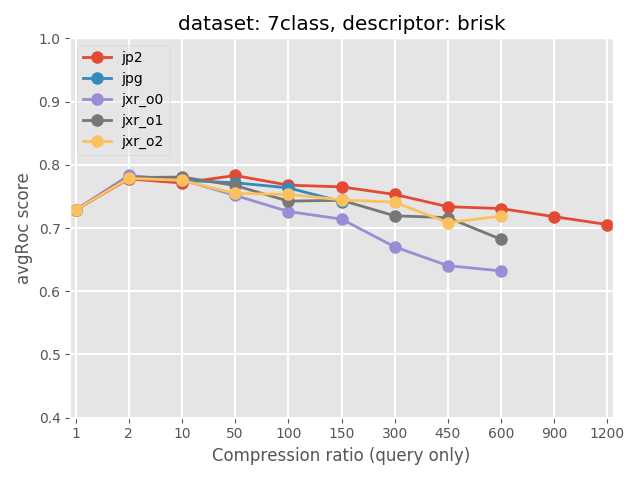 dataset: 7class, descriptor: brisk
1.0
0.9
0.8
0.7
0.6
0.5
0.4
avgRoc score
jp2
jpg
jxr_o0
jxr_o1
jxr_o2
1 2 10 50 100 150 300 450 600 900 1200
Compression ratio (query only)